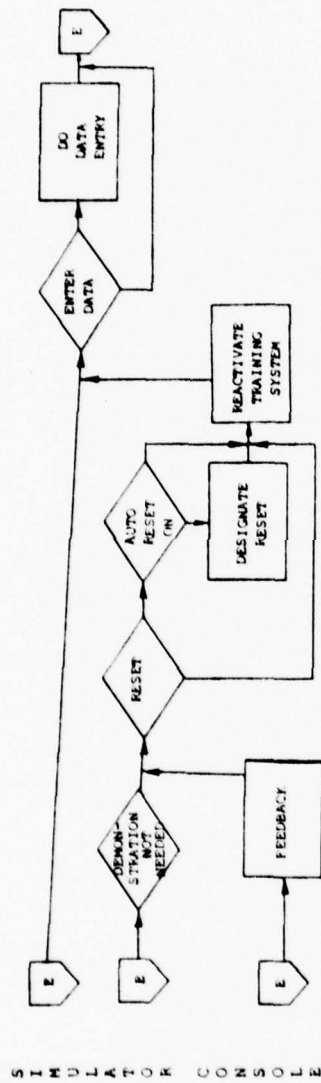 E
DO
DATA
ENTRY
ENTER
DATA
REACTIVATE
TRAINING
SYSTEM
AUTO
RESET
ON
DESIGNATE
RESET
RESET
DEMON-
STRATION
NOT
NEEDED
FEEDBACK
E
E
E
SIMULATOR CONSOLE